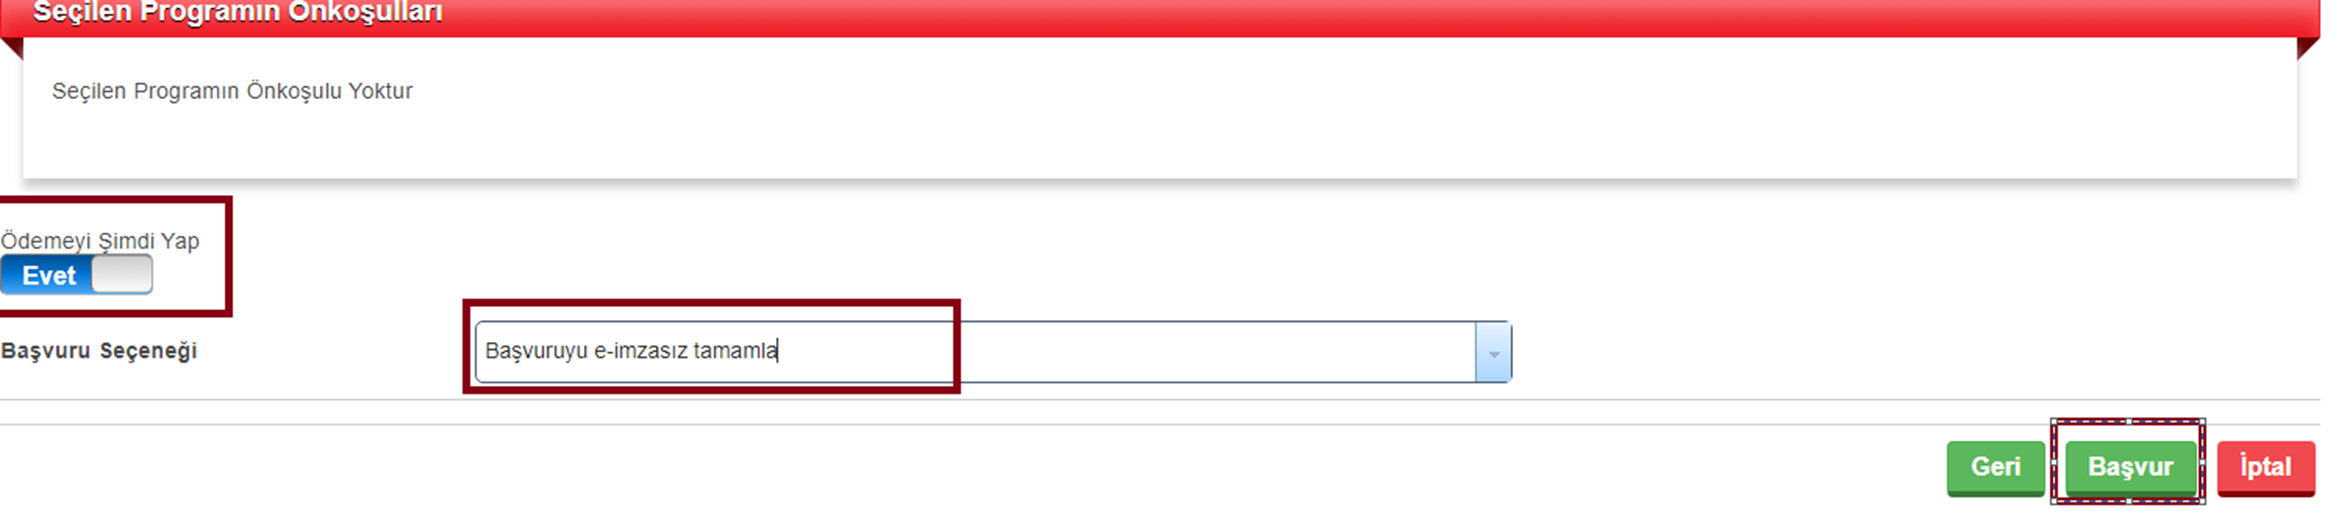 Seçilen Programın Önkoşulları
Seçilen Programın Önkoşulu Yoktur
Ödemeyi Şimdi Yap
Evet
Başvuru Seçeneği
Başvuruyu e-imzasız tamamla
Geri
Başvur
İptal